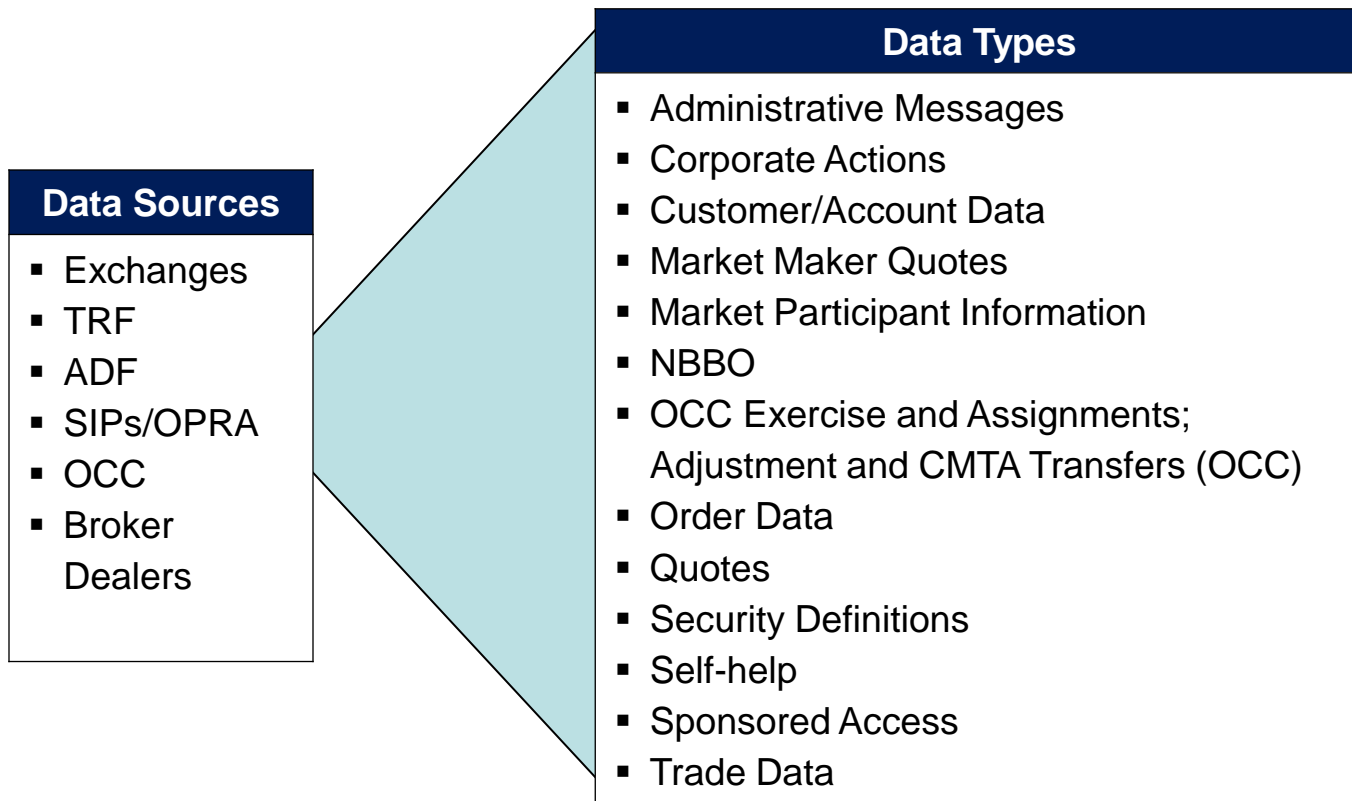 Data Sources
▪ Exchanges
▪ TRF
▪ ADF
▪ SIPs/OPRA
▪ OCC
▪ Broker
Dealers
Data Types
▪ Administrative Messages
▪ Corporate Actions
▪ Customer/Account Data
▪ Market Maker Quotes
▪ Market Participant Information
▪ NBBO
▪ OCC Exercise and Assignments;
Adjustment and CMTA Transfers (OCC)
▪ Order Data
▪ Quotes
▪ Security Definitions
▪ Self-help
▪ Sponsored Access
▪ Trade Data